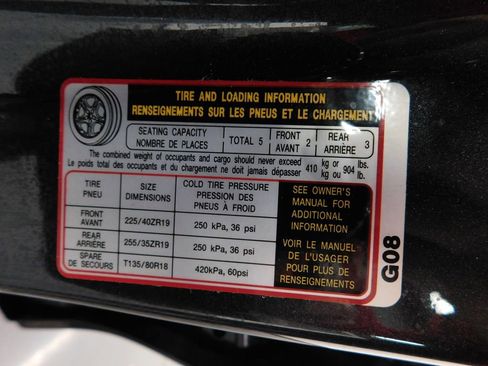 TIRE AND LOADING INFORMATION
RENSEIGNEMENTS SUR LES PNEUS ET LE CHARGEMENT
SEATING CAPACITY
NOMBRE DE PLACES
TOTAL 5
FRONT
AVANT 2
REAR
ARRIÈRE 3
The combined weight of occupants and cargo should never exceed 410 kg or 904 lbs.
Le poids total des occupants et du chargement ne doit jamais dépasser 410 kg ou 904 lb.
TIRE
PNEU
SIZE
DIMENSIONS
COLD TIRE PRESSURE
PRESSION DES
PNEUS À FROID
FRONT
AVANT
225/40ZR19
250 kPa, 36 psi
REAR
ARRIÈRE
255/35ZR19
250 kPa, 36 psi
SPARE
DE SECOURS
T135/80R18
420kPa, 60psi
SEE OWNER'S
MANUAL FOR
ADDITIONAL
INFORMATION
VOIR LE MANUEL
DE L'USAGER
POUR PLUS DE
RENSEIGNEMENTS
G08